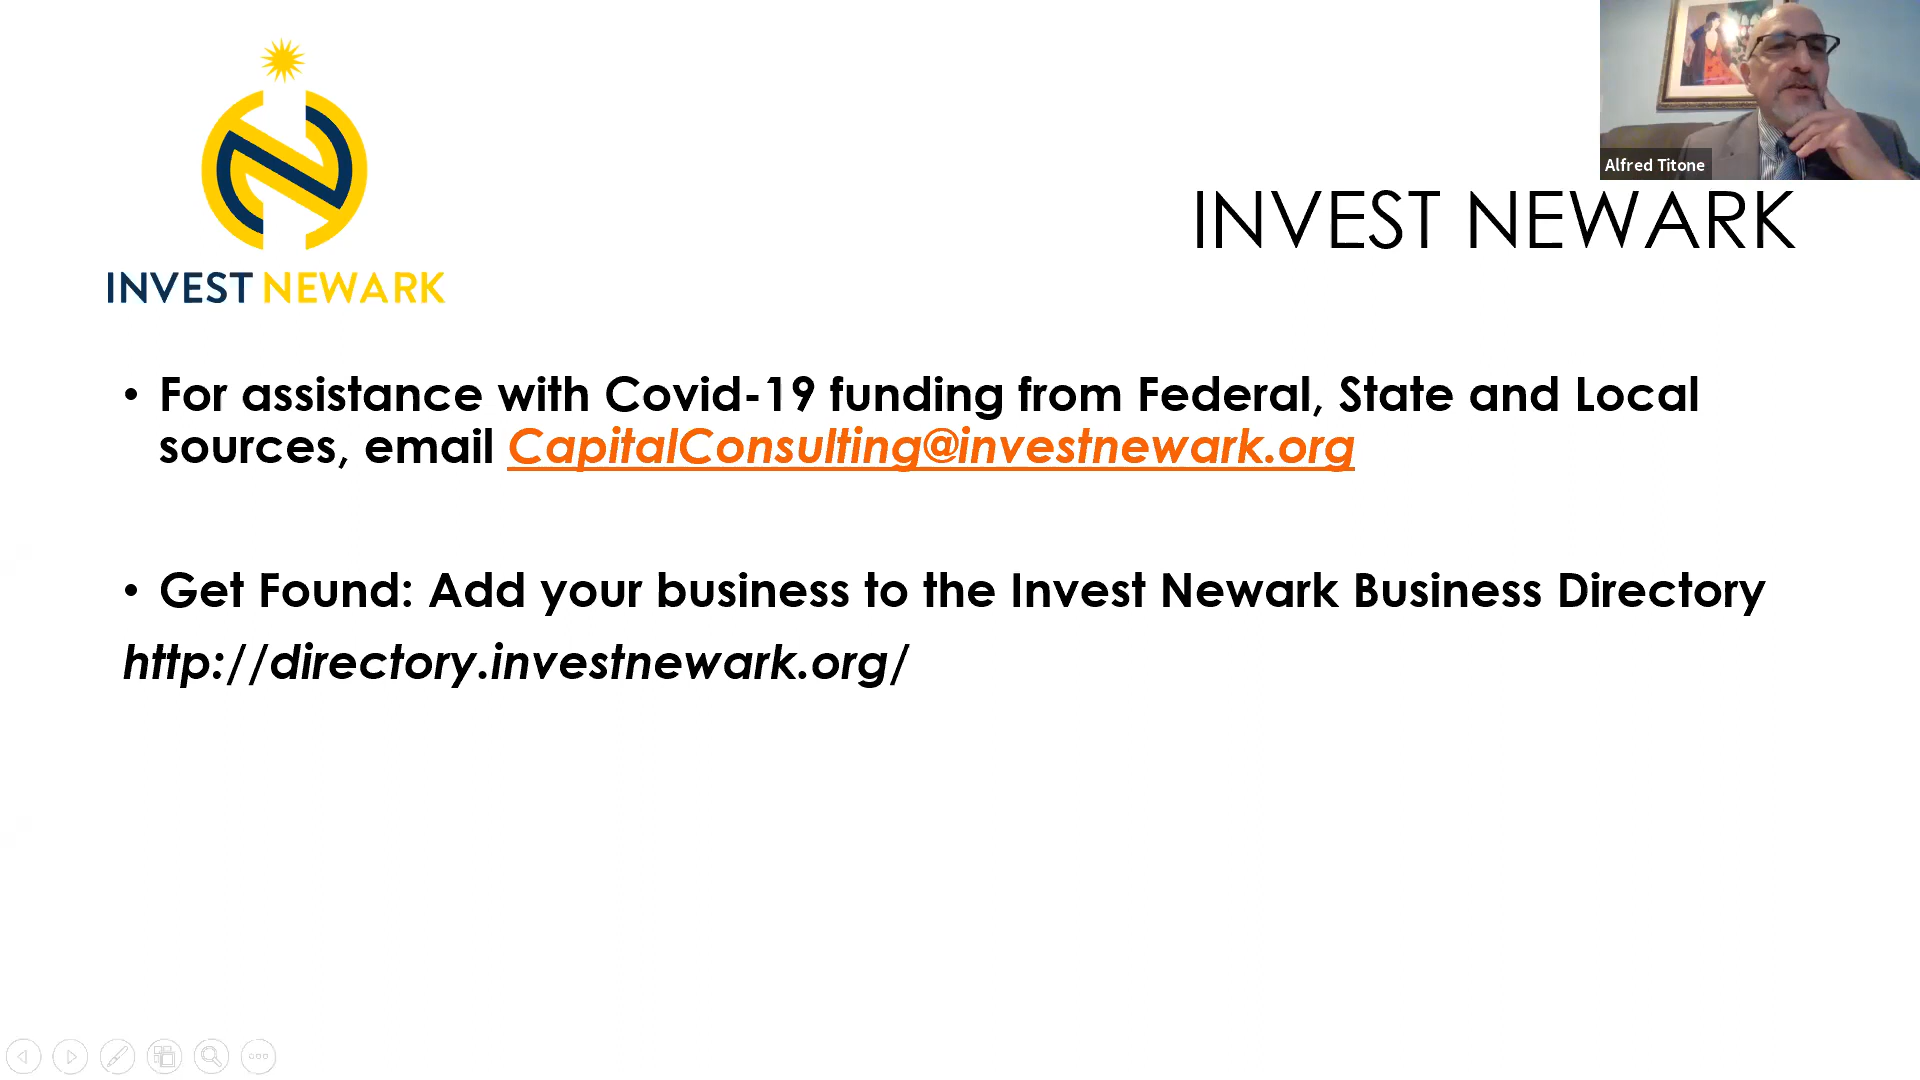 Alfred Titone
INVEST NEWARK
INVEST NEWARK
• For assistance with Covid-19 funding from Federal, State and Local
sources, email CapitalConsulting@investnewark.org
• Get Found: Add your business to the Invest Newark Business Directory
http://directory.investnewark.org/